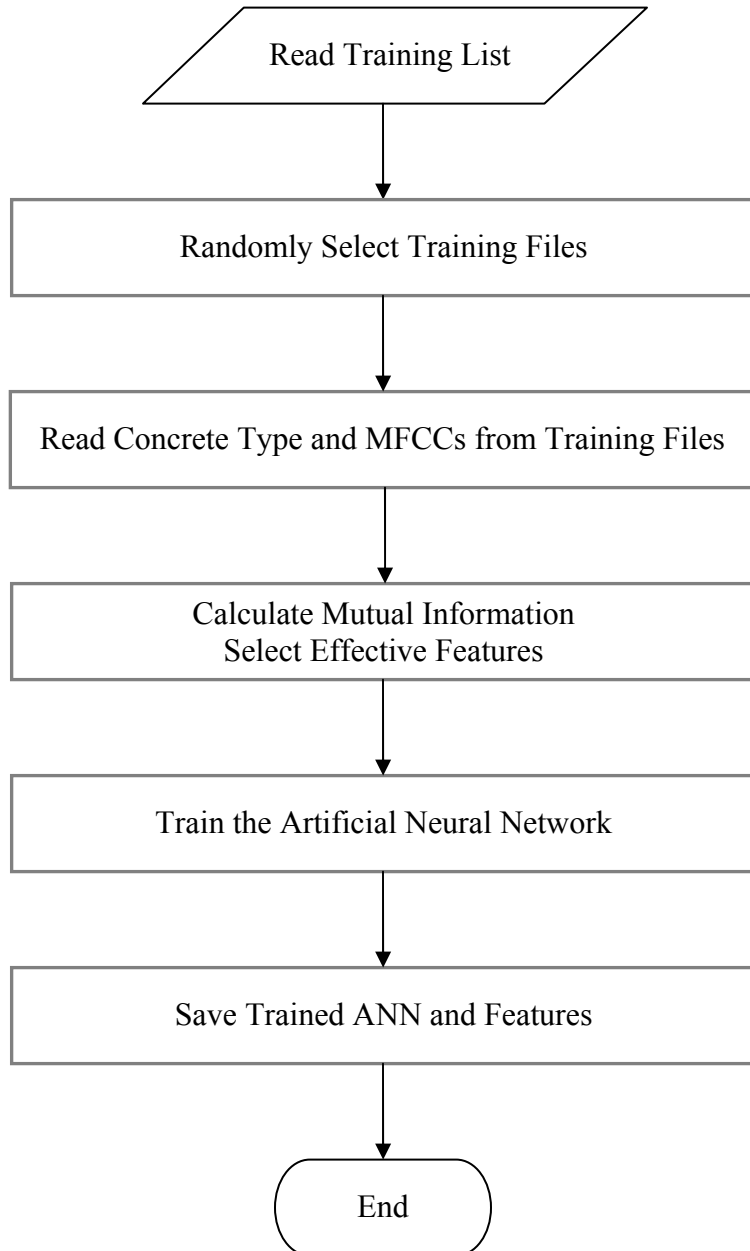 Read Training List
Randomly Select Training Files
Read Concrete Type and MFCCs from Training Files
Calculate Mutual Information
Select Effective Features
Train the Artificial Neural Network
Save Trained ANN and Features
End